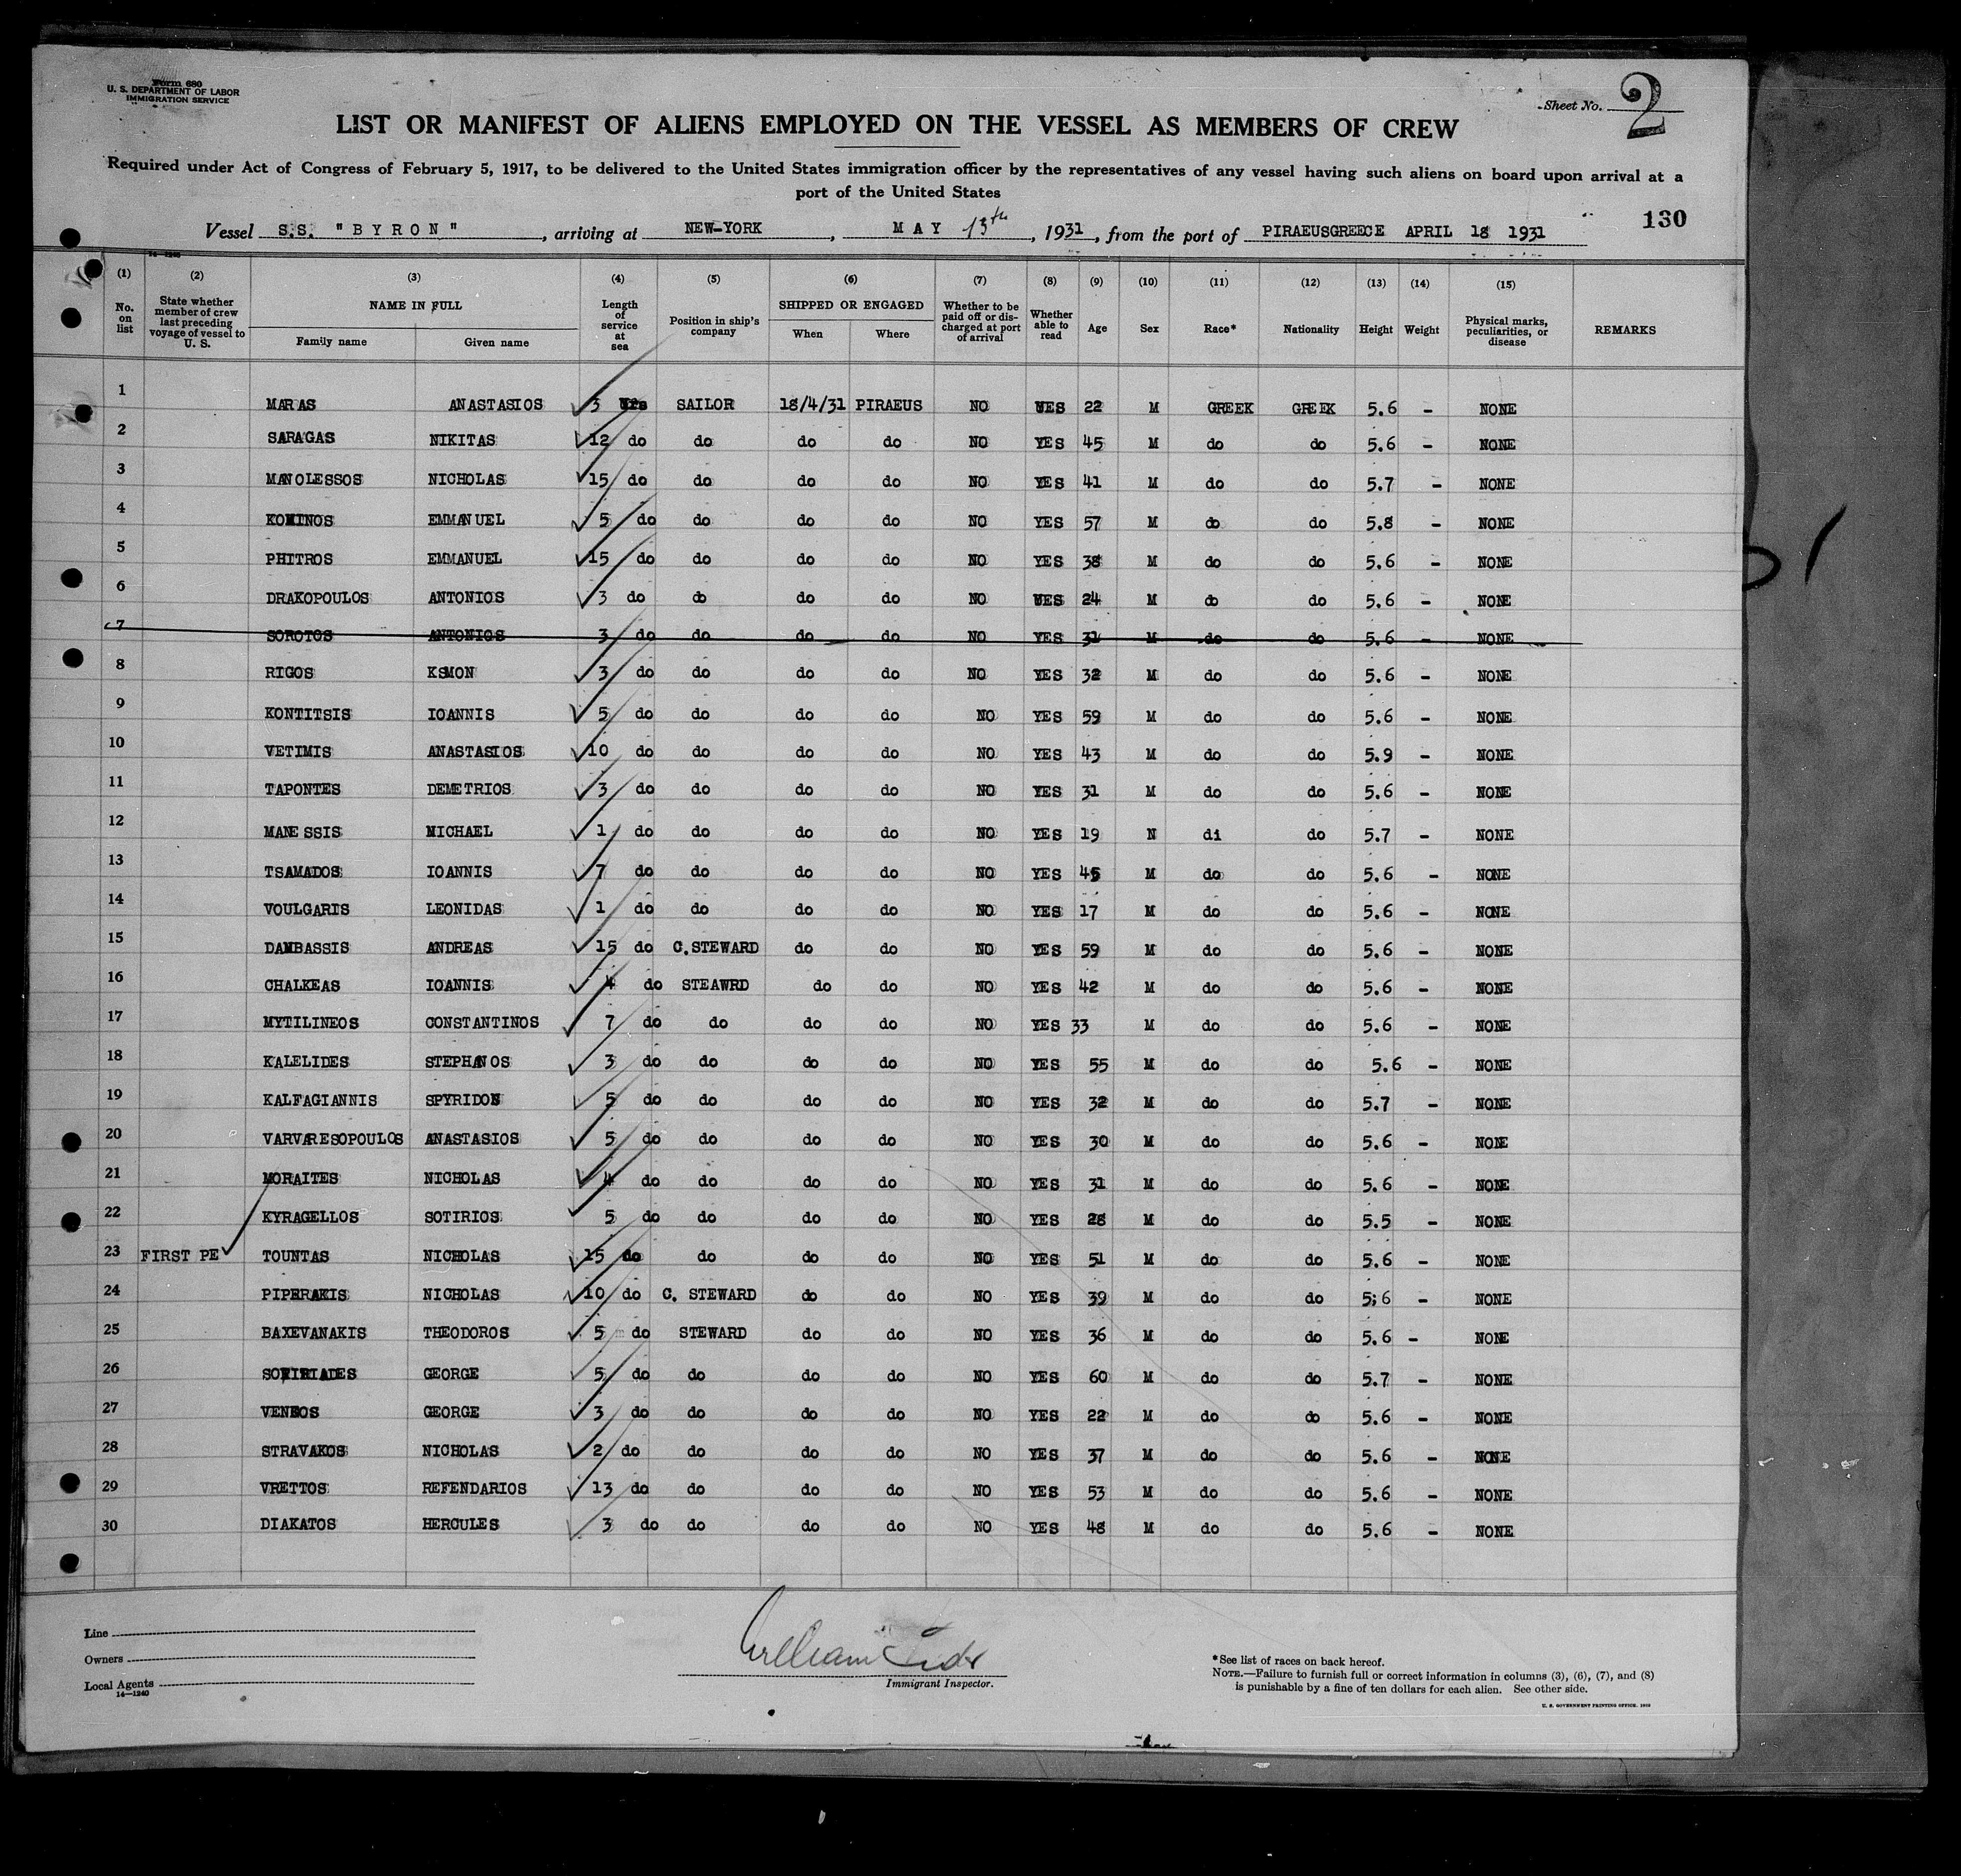 Form 680
U. S. DEPARTMENT OF LABOR
IMMIGRATION SERVICE
Sheet No. 2
LIST OR MANIFEST OF ALIENS EMPLOYED ON THE VESSEL AS MEMBERS OF CREW
Required under Act of Congress of February 5, 1917, to be delivered to the United States immigration officer by the representatives of any vessel having such aliens on board upon arrival at a
port of the United States
130
Vessel S.S. "BYRON", arriving at NEW-YORK, MAY 13th, 1931, from the port of PIRAEUSGREECE APRIL 18 1931
(1) (2) (3) (4) (5) (6) (7) (8) (9) (10) (11) (12) (13) (14) (15)
No. on list State whether member of crew last preceding voyage of vessel to U. S. NAME IN FULL Family name Given name Length of service at sea Position in ship's company SHIPPED OR ENGAGED When Where Whether to be paid off or discharged at port of arrival Whether able to read Age Sex Race* Nationality Height Weight Physical marks, peculiarities, or disease REMARKS
1 MARAS ANASTASIOS 3 Yrs SAILOR 18/4/31 PIRAEUS NO YES 22 M GREEK GREEK 5.6 - NONE
2 SARAGAS NIKITAS 12 do do do do NO YES 45 M do do 5.6 - NONE
3 MANOLESSOS NICHOLAS 15 do do do do NO YES 41 M do do 5.7 - NONE
4 KOMINOS EMMANUEL 5 do do do do NO YES 57 M do do 5.8 - NONE
5 PHITROS EMMANUEL 15 do do do do NO YES 38 M do do 5.6 - NONE
6 DRAKOPOULOS ANTONIOS 3 do do do do NO YES 24 M do do 5.6 - NONE
7 SOROTOS ANTONIOS 3 do do do do NO YES 31 M do do 5.6 - NONE
8 RIGOS KSMON 3 do do do do NO YES 32 M do do 5.6 - NONE
9 KONTITSIS IOANNIS 5 do do do do NO YES 59 M do do 5.6 - NONE
10 VETIMIS ANASTASIOS 10 do do do do NO YES 43 M do do 5.9 - NONE
11 TAPONTES DEMETRIOS 3 do do do do NO YES 31 M do do 5.6 - NONE
12 MANESSIS MICHAEL 1 do do do do NO YES 19 N di do 5.7 - NONE
13 TSAMADOS IOANNIS 7 do do do do NO YES 45 M do do 5.6 - NONE
14 VOULGARIS LEONIDAS 1 do do do do NO YES 17 M do do 5.6 - NONE
15 DAMBASSIS ANDREAS 15 do C.STEWARD do do NO YES 59 M do do 5.6 - NONE
16 CHALKEAS IOANNIS 4 do STEAWRD do do NO YES 42 M do do 5.6 - NONE
17 MYTILINEOS CONSTANTINOS 7 do do do do NO YES 33 M do do 5.6 - NONE
18 KALELIDES STEPHANOS 3 do do do do NO YES 55 M do do 5.6 - NONE
19 KALFAGIANNIS SPYRIDON 5 do do do do NO YES 32 M do do 5.7 - NONE
20 VARVARESOPOULOS ANASTASIOS 5 do do do do NO YES 30 M do do 5.6 - NONE
21 MORAITES NICHOLAS 4 do do do do NO YES 31 M do do 5.6 - NONE
22 KYRAGELLOS SOTIRIOS 5 do do do do NO YES 28 M do do 5.5 - NONE
23 FIRST PE TOUNTAS NICHOLAS 15 do do do do NO YES 51 M do do 5.6 - NONE
24 PIPERAKIS NICHOLAS 10 do C. STEWARD do do NO YES 39 M do do 5;6 - NONE
25 BAXEVANAKIS THEODOROS 5 do STEWARD do do NO YES 36 M do do 5.6 - NONE
26 SOTIRIADES GEORGE 5 do do do do NO YES 60 M do do 5.7 - NONE
27 VENEOS GEORGE 3 do do do do NO YES 22 M do do 5.6 - NONE
28 STRAVAKOS NICHOLAS 2 do do do do NO YES 37 M do do 5.6 - NONE
29 VRETTOS REFENDARIOS 13 do do do do NO YES 53 M do do 5.6 - NONE
30 DIAKATOS HERCULES 3 do do do do NO YES 48 M do do 5.6 - NONE
Line
Owners
Local Agents
14-1240
William
Immigrant Inspector.
*See list of races on back hereof.
NOTE.—Failure to furnish full or correct information in columns (3), (6), (7), and (8)
is punishable by a fine of ten dollars for each alien. See other side.
U. S. GOVERNMENT PRINTING OFFICE